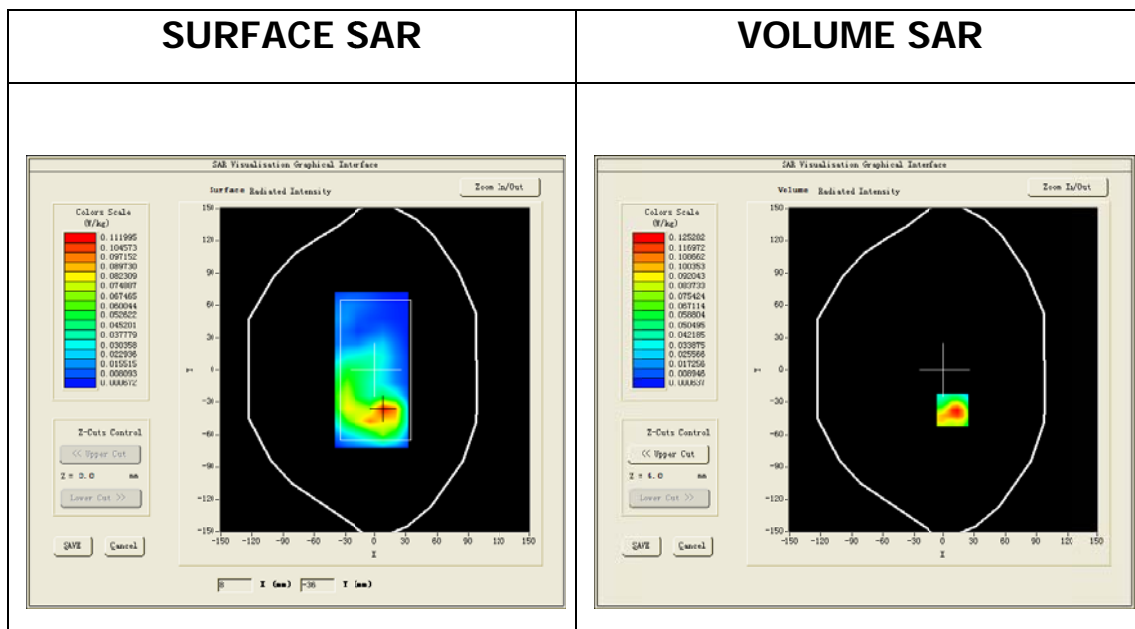 SURFACE SAR
VOLUME SAR
SAR Visualisation Graphical Interface
Surface Radiated Intensity
Zoom In/Out
Colors Scale
(W/kg)
0.111995
0.104573
0.097152
0.089730
0.082309
0.074887
0.067465
0.060044
0.052622
0.045201
0.037779
0.030358
0.022936
0.015515
0.008093
0.000672
150
120
90
60
30
0
-30
-60
-90
-120
-150
Y
-150 -120 -90 -60 -30 0 30 60 90 120 150
X
Z-Cuts Control
<< Upper Cut
mm
Lower Cut >>
SAVE Cancel
8 X (mm) -36 Y (mm)
SAR Visualisation Graphical Interface
Volume Radiated Intensity
Zoom In/Out
Colors Scale
(W/kg)
0.125282
0.116972
0.108662
0.100353
0.092043
0.083733
0.075424
0.067114
0.058804
0.050495
0.042185
0.033875
0.025566
0.017256
0.008946
0.000637
150
120
90
60
30
0
-30
-60
-90
-120
-150
Y
-150 -120 -90 -60 -30 0 30 60 90 120 150
X
Z-Cuts Control
<< Upper Cut
Z = 4.0 mm
Lower Cut >>
SAVE Cancel